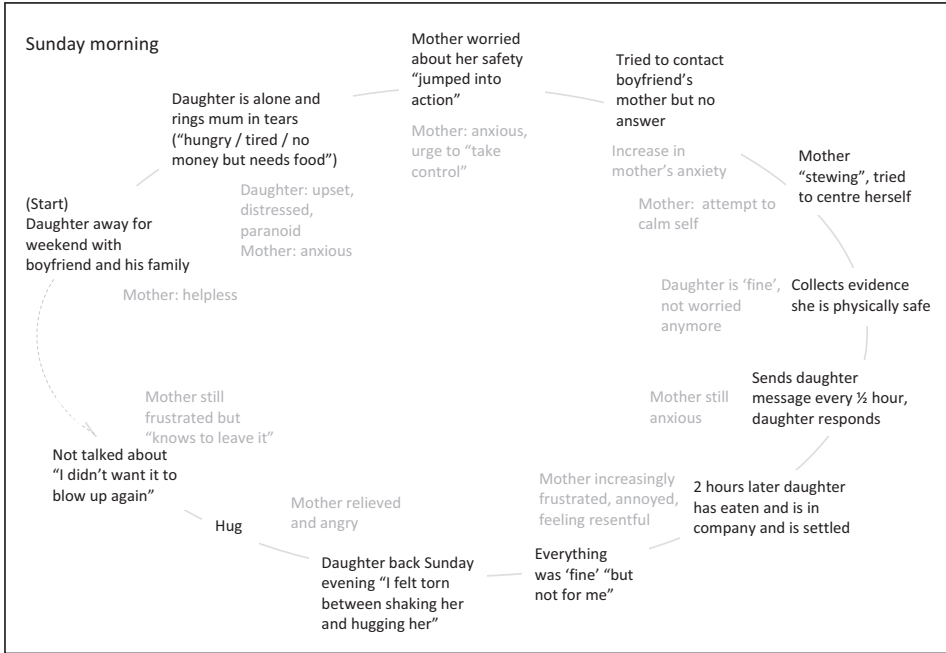 Sunday morning
(Start)
Daughter away for
weekend with
boyfriend and his family
Mother: helpless
Daughter is alone and
rings mum in tears
(“hungry / tired / no
money but needs food”)
Daughter: upset,
distressed,
paranoid
Mother: anxious
Mother worried
about her safety
“jumped into
action”
Mother: anxious,
urge to “take
control”
Tried to contact
boyfriend’s
mother but no
answer
Increase in
mother’s anxiety
Mother
“stewing”, tried
to centre herself
Mother: attempt to
calm self
Collects evidence
she is physically safe
Daughter is ‘fine’,
not worried
anymore
Sends daughter
message every ½ hour,
daughter responds
Mother still
anxious
2 hours later daughter
has eaten and is in
company and is settled
Mother increasingly
frustrated, annoyed,
feeling resentful
Everything
was ‘fine’ “but
not for me”
Daughter back Sunday
evening “I felt torn
between shaking her
and hugging her”
Mother relieved
and angry
Hug
Mother still
frustrated but
“knows to leave it”
Not talked about
“I didn’t want it to
blow up again”